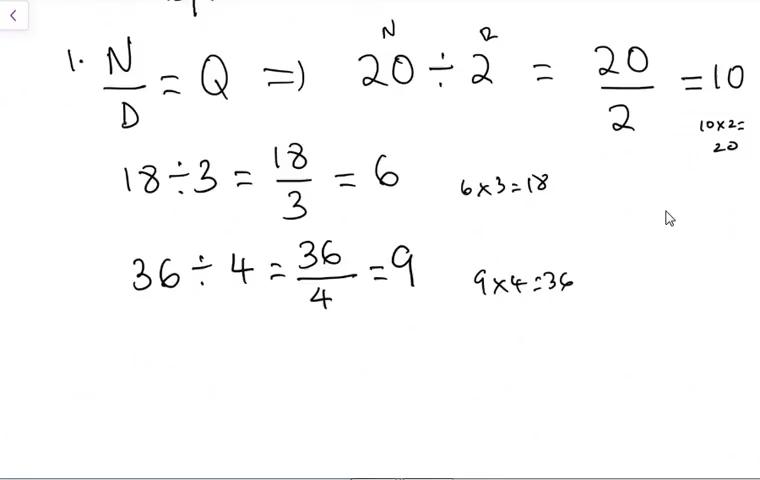 1. N/D = Q => 20 ÷ 2 = 20/2 = 10
N D
10×2=
20
18÷3 = 18/3 = 6 6×3=18
36 ÷ 4 = 36/4 = 9 9×4=36